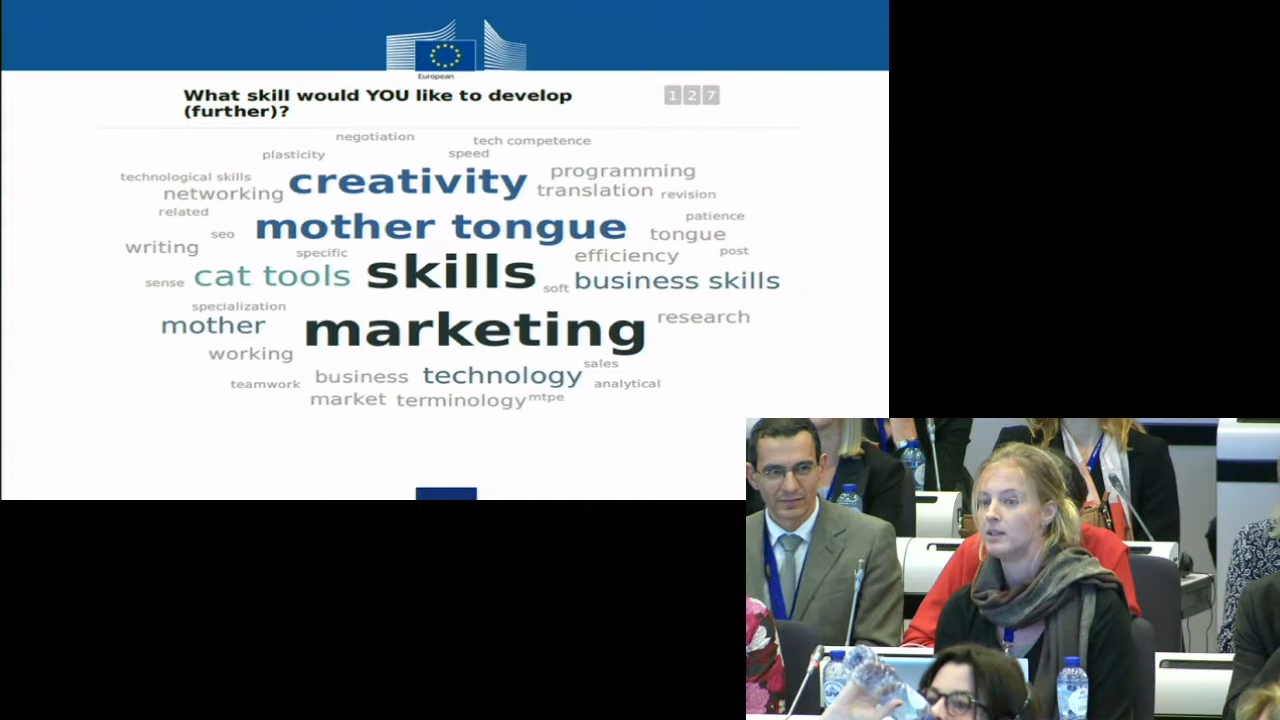 European
What skill would YOU like to develop
(further)?
1 2 7
negotiation
tech competence
plasticity
speed
technological skills
creativity
programming
networking
translation
revision
related
mother tongue
patience
seo
tongue
writing
specific
efficiency
post
sense
cat tools
skills
soft
business skills
specialization
mother
marketing
research
working
sales
teamwork
business
technology
analytical
market
terminology
mtpe